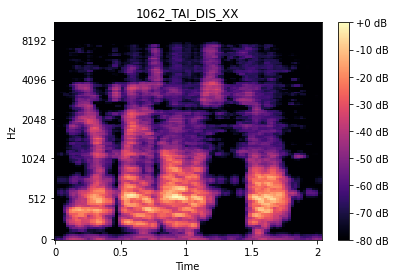 1062_TAI_DIS_XX
8192
4096
2048
1024
512
0
Hz
0
0.5
1
1.5
2
Time
+0 dB
-10 dB
-20 dB
-30 dB
-40 dB
-50 dB
-60 dB
-70 dB
-80 dB